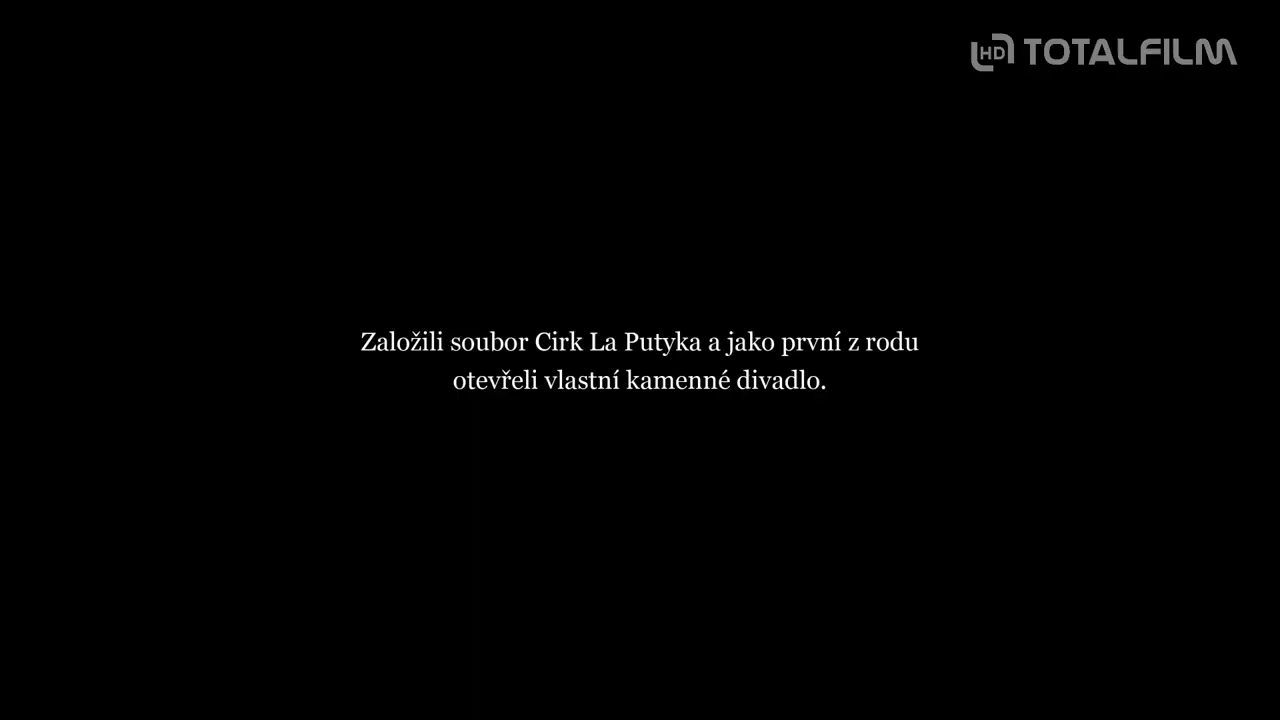 HD TOTALFILM
Založili soubor Cirk La Putyka a jako první z rodu
otevřeli vlastní kamenné divadlo.